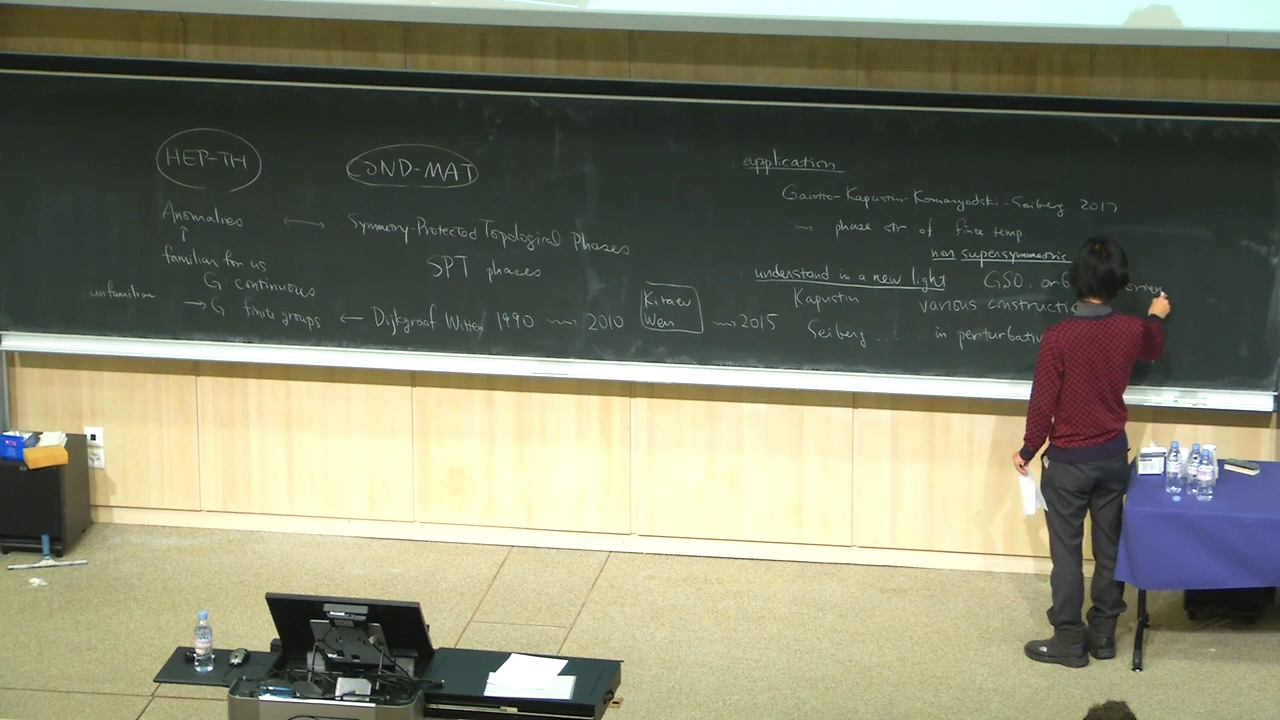 HEP-TH
COND-MAT
Anomalies ⟷ Symmetry-Protected Topological Phases
↑
familiar for us
SPT phases
G: continuous
unfamiliar → G: finite groups ← Dijkgraaf Witten 1990 ⇝ 2010
Kitaev
Wen
→ 2015
application
Gaiotto-Kapustin-Komargodski-Seiberg 2017
⇝ phase str of finite temp.
non supersymmetric
understand in a new light
GSO, orb
Kapustin
various constructio
Seiberg ...
in perturbativ